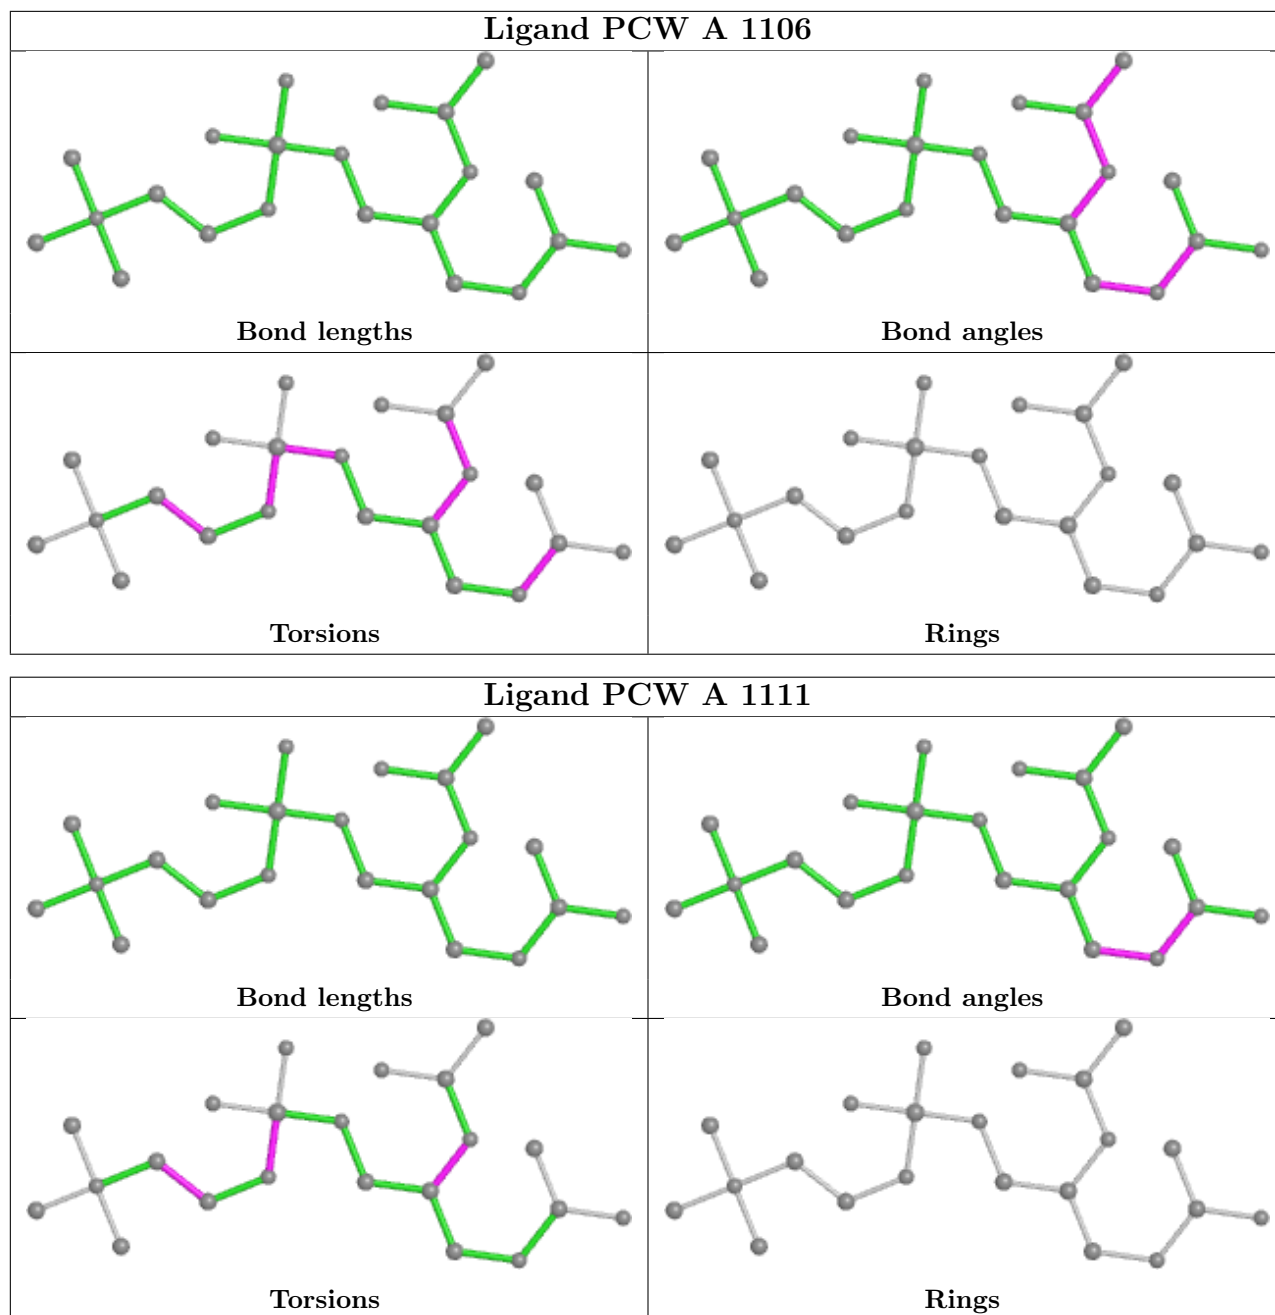 Ligand PCW A 1106
Bond lengths
Bond angles
Torsions
Rings
Ligand PCW A 1111
Bond lengths
Bond angles
Torsions
Rings